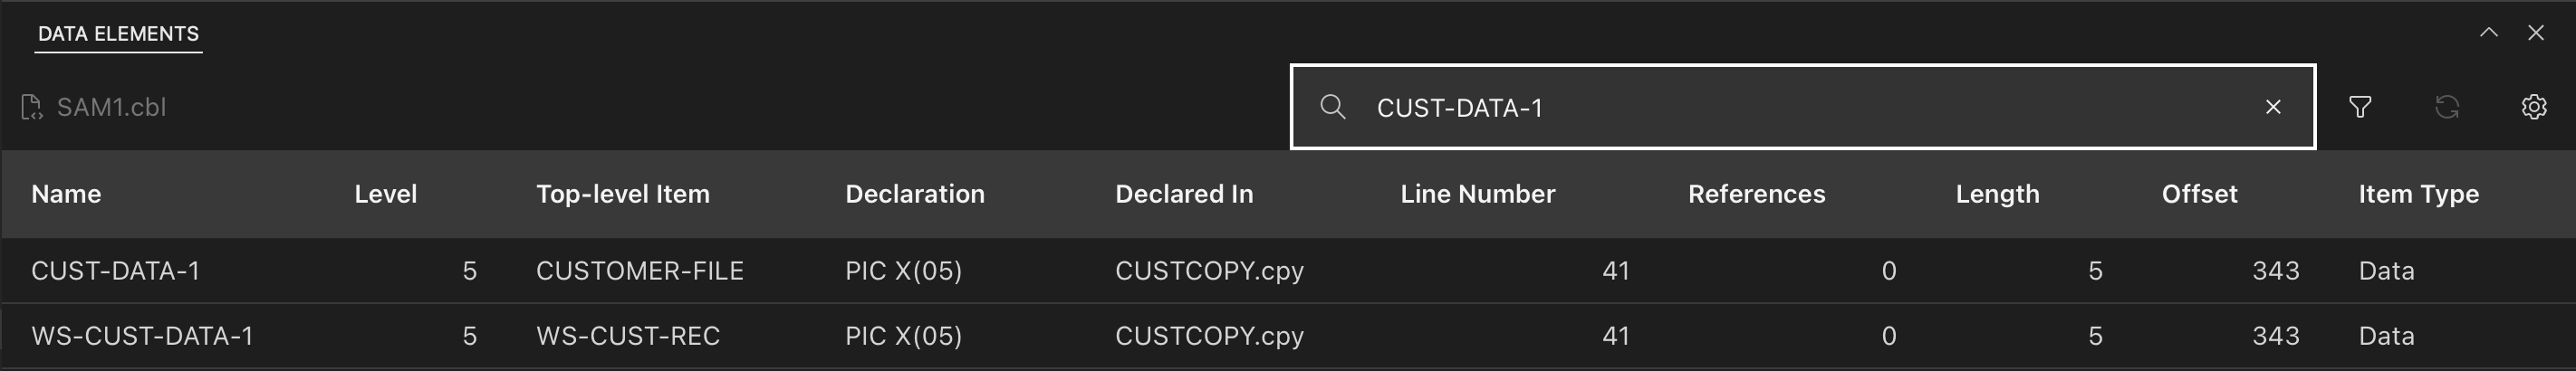 DATA ELEMENTS
SAM1.cbl
CUST-DATA-1
Name Level Top-level Item Declaration Declared In Line Number References Length Offset Item Type
CUST-DATA-1 5 CUSTOMER-FILE PIC X(05) CUSTCOPY.cpy 41 0 5 343 Data
WS-CUST-DATA-1 5 WS-CUST-REC PIC X(05) CUSTCOPY.cpy 41 0 5 343 Data